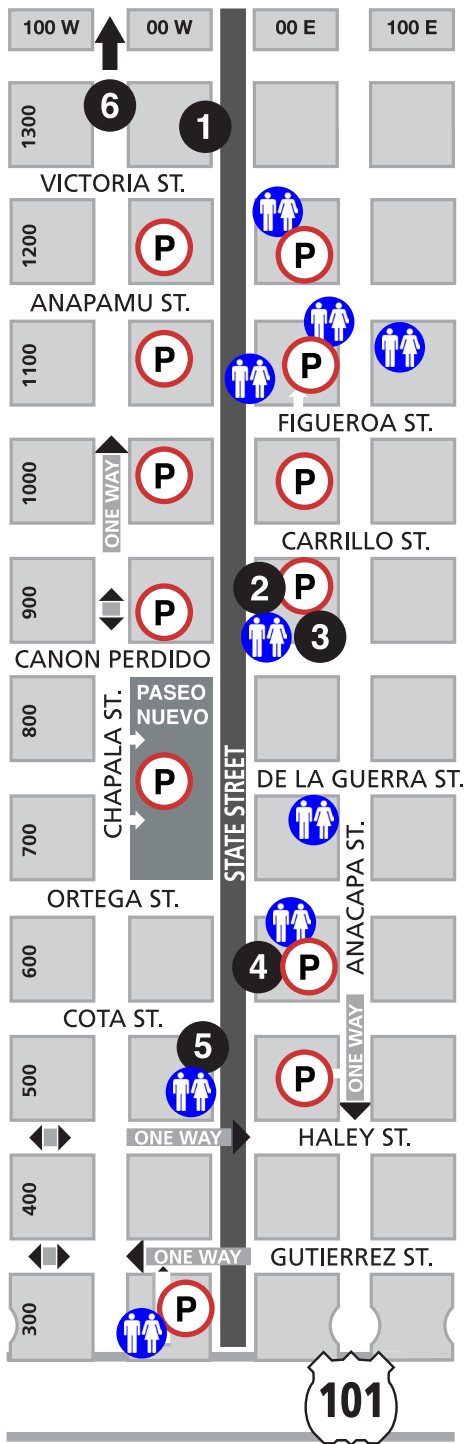 100 W
00 W
00 E
100 E
6
1
1300
VICTORIA ST.
1200
P
P
ANAPAMU ST.
1100
P
P
FIGUEROA ST.
1000
ONE WAY
P
P
CARRILLO ST.
900
P
2
P
3
CANON PERDIDO
800
CHAPALA ST.
PASEO
NUEVO
P
STATE STREET
DE LA GUERRA ST.
700
ANACAPA ST.
ORTEGA ST.
600
4
P
COTA ST.
5
500
P
ONE WAY
ONE WAY
HALEY ST.
400
ONE WAY
GUTIERREZ ST.
300
P
101